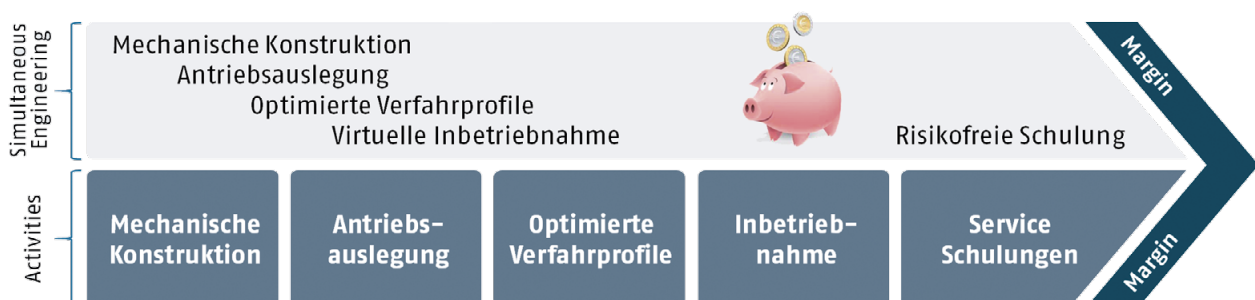 Simultaneous
Engineering
Mechanische Konstruktion
Antriebsauslegung
Optimierte Verfahrprofile
Virtuelle Inbetriebnahme
Risikofreie Schulung
Margin
Activities
Mechanische
Konstruktion
Antriebs-
auslegung
Optimierte
Verfahrprofile
Inbetrieb-
nahme
Service
Schulungen
Margin